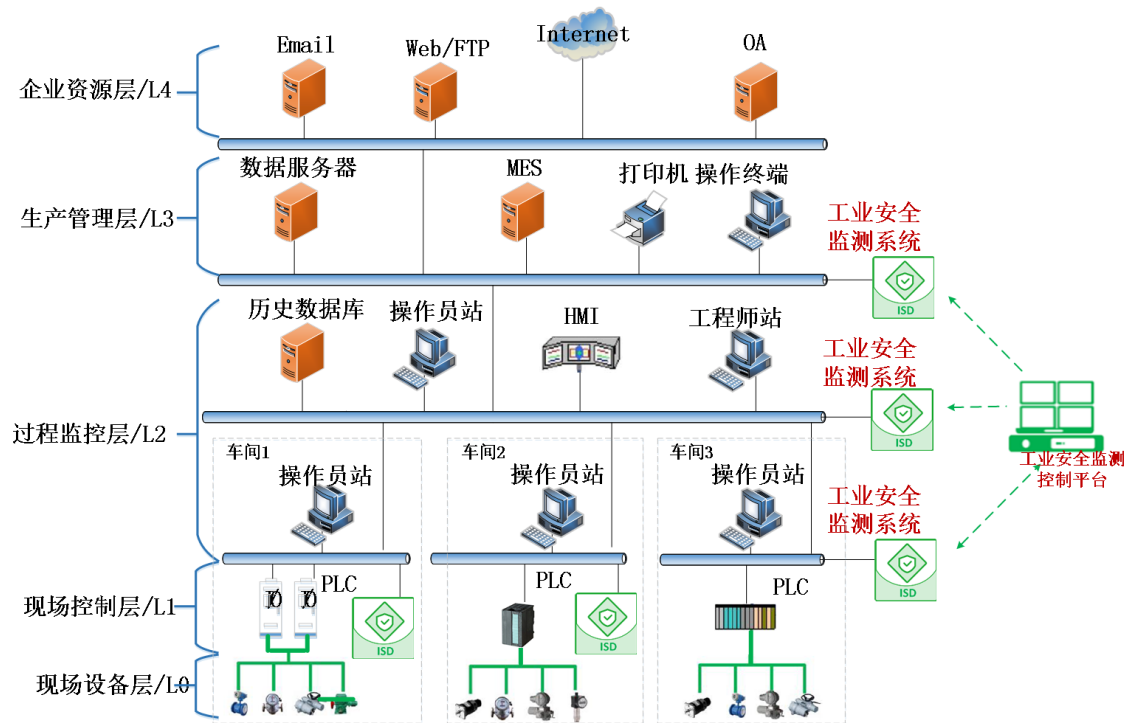 Email
Web/FTP
Internet
OA
企业资源层/L4
数据服务器
MES
打印机
操作终端
生产管理层/L3
工业安全
监测系统
ISD
历史数据库
操作员站
HMI
工程师站
工业安全
监测系统
ISD
过程监控层/L2
工业安全监测
控制平台
车间1
操作员站
车间2
操作员站
车间3
操作员站
工业安全
监测系统
ISD
现场控制层/L1
PLC
ISD
PLC
ISD
PLC
现场设备层/L0